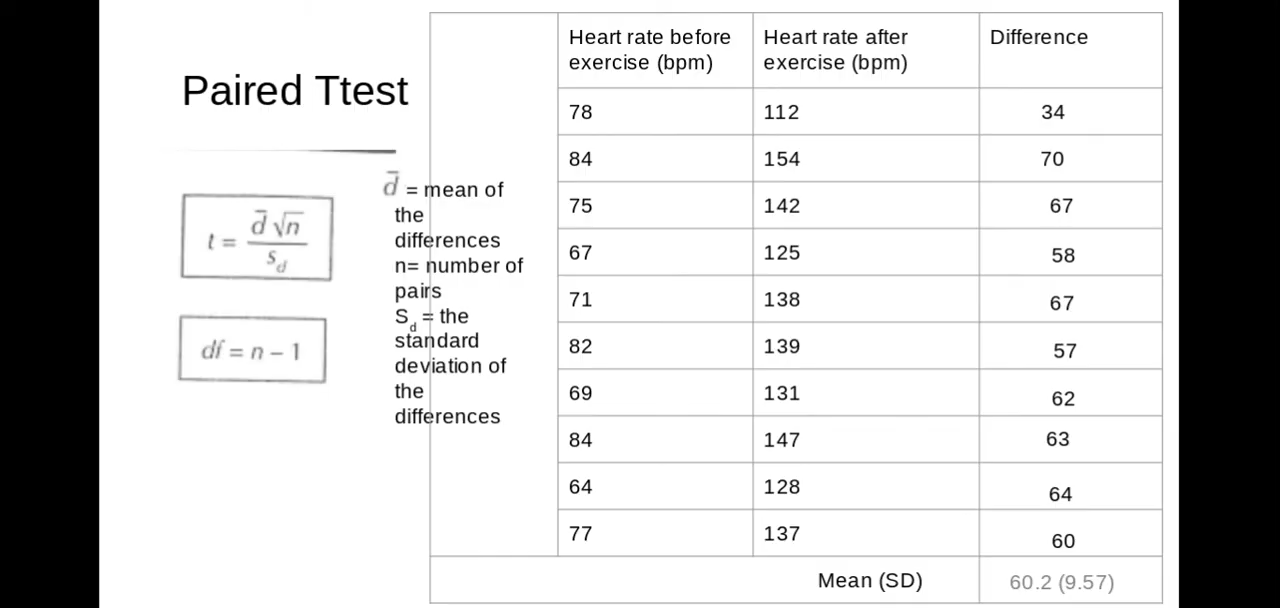 Paired Ttest
t = d̄ √n / s_d
df = n – 1
d̄ = mean of
the
differences
n= number of
pairs
S_d = the
standard
deviation of
the
differences
Heart rate before exercise (bpm) Heart rate after exercise (bpm) Difference
78 112 34
84 154 70
75 142 67
67 125 58
71 138 67
82 139 57
69 131 62
84 147 63
64 128 64
77 137 60
Mean (SD) 60.2 (9.57)